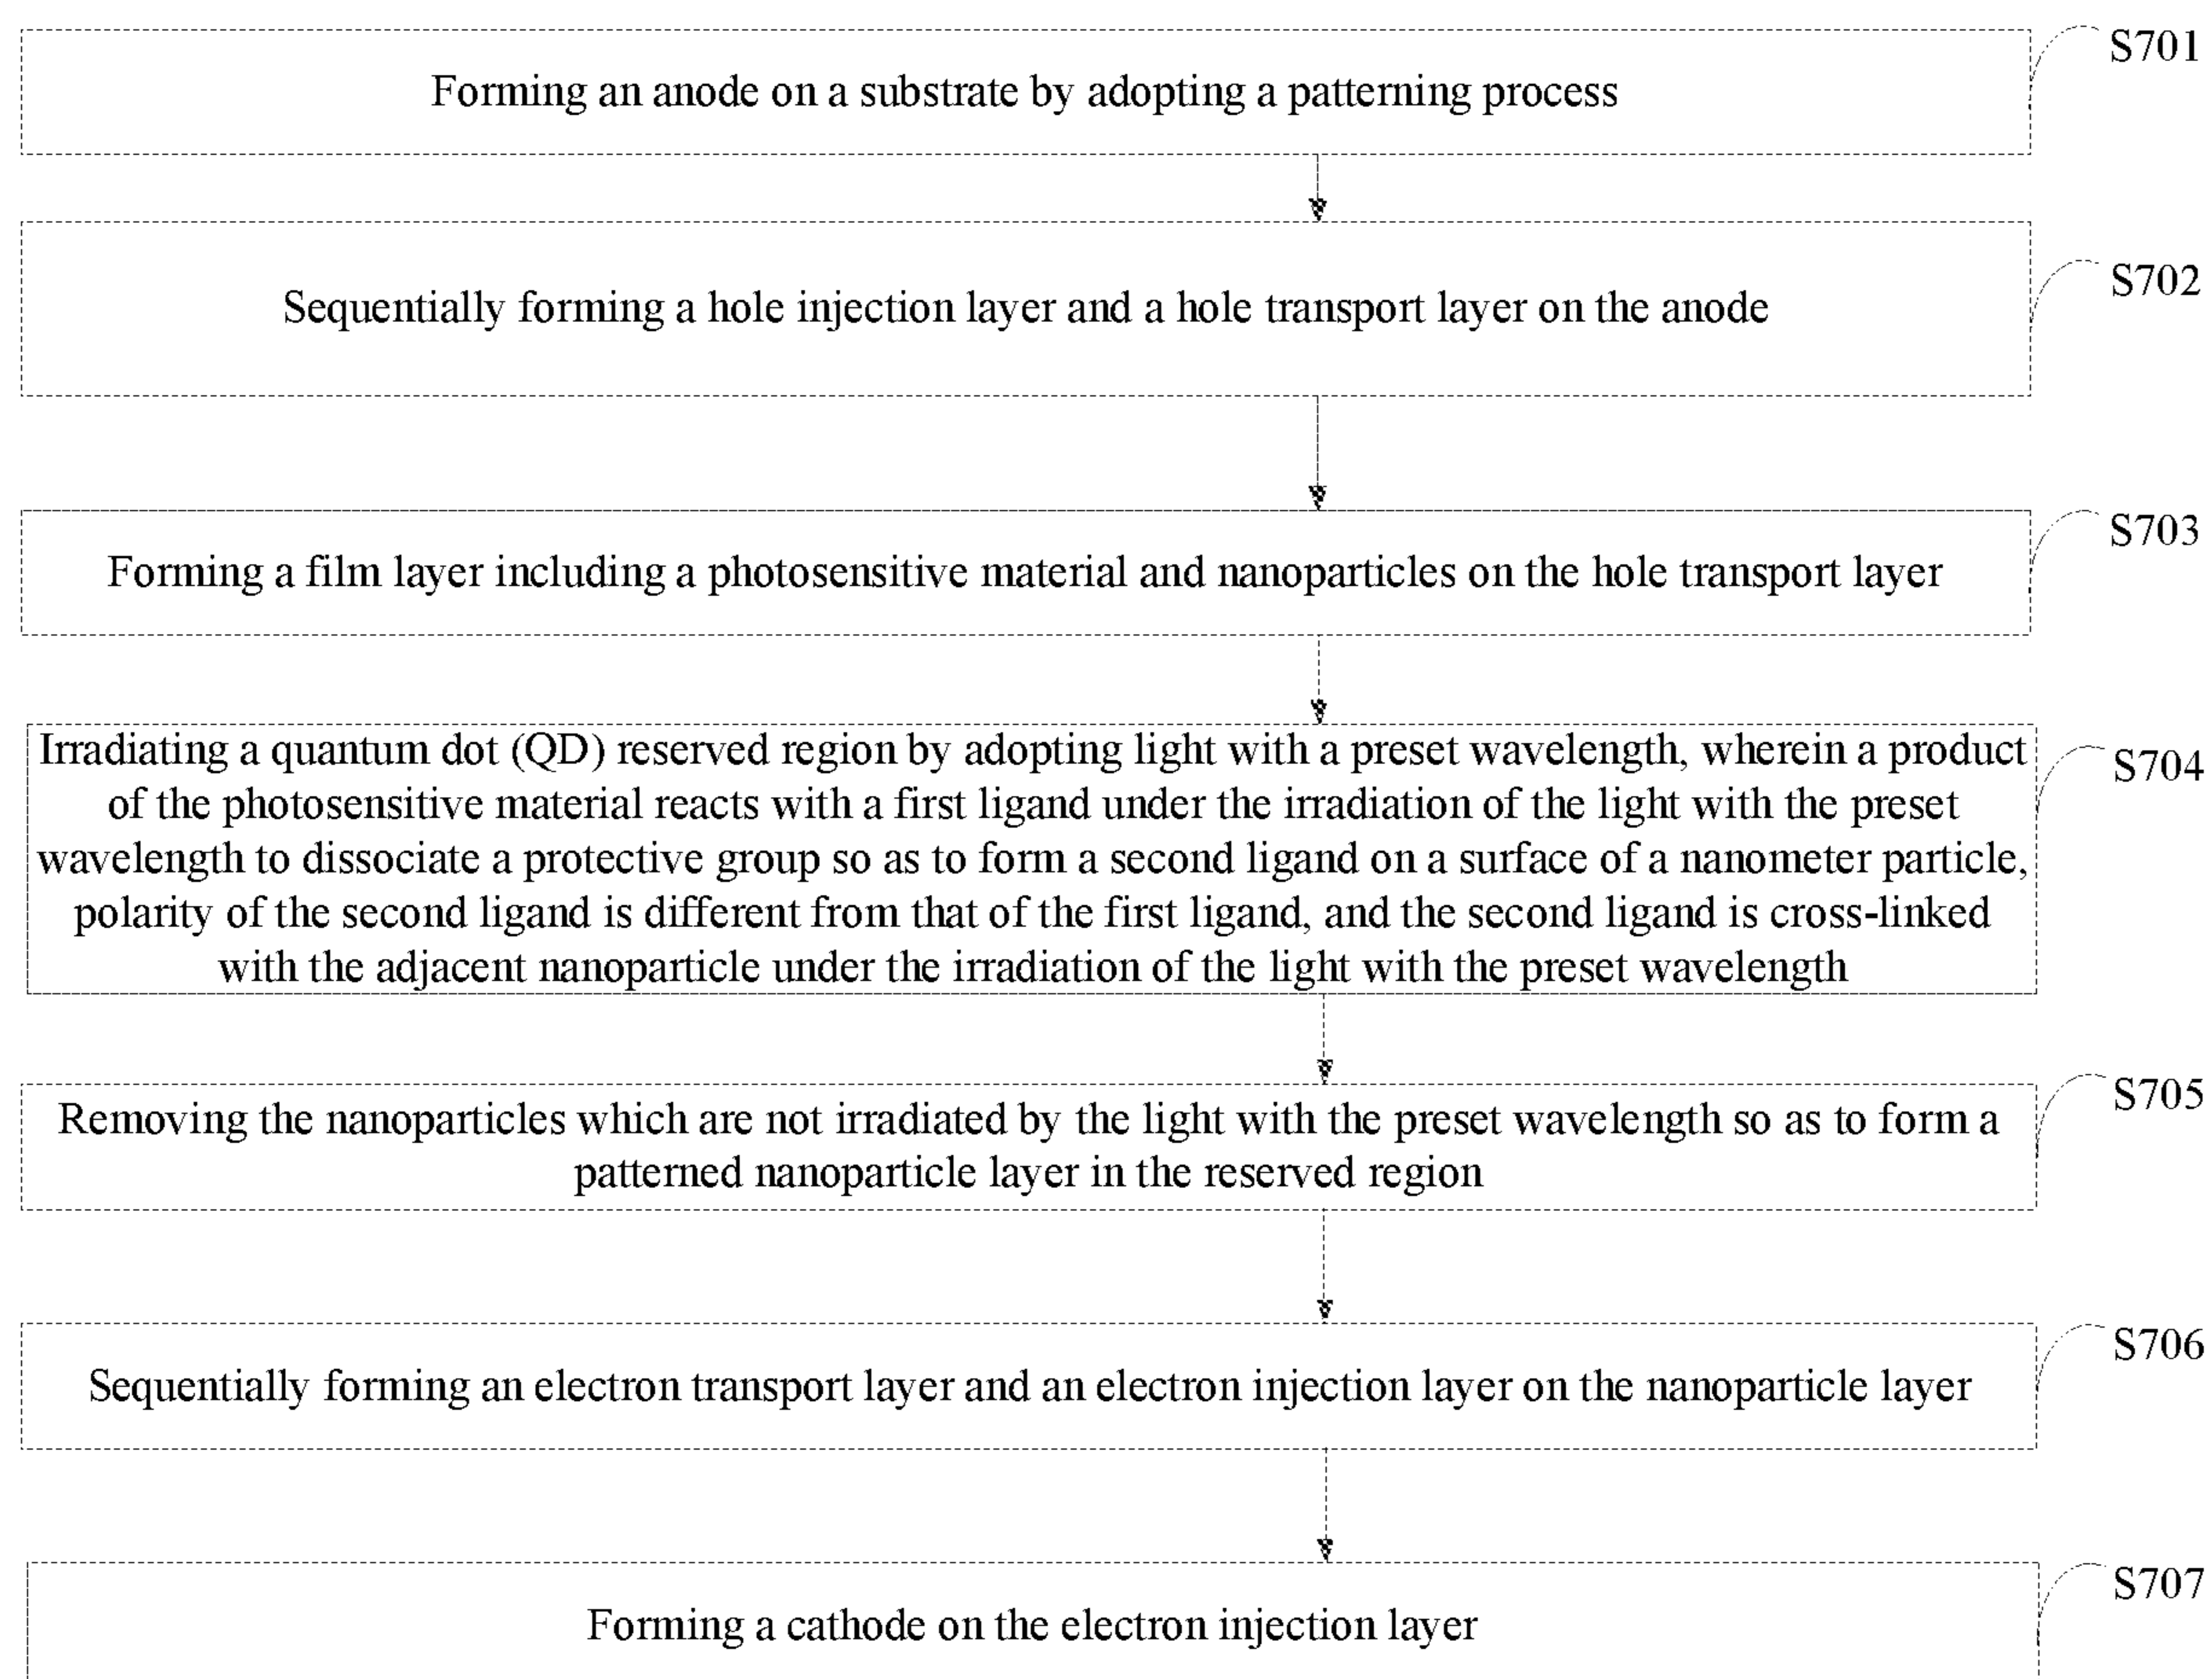 S701
Forming an anode on a substrate by adopting a patterning process
S702
Sequentially forming a hole injection layer and a hole transport layer on the anode
S703
Forming a film layer including a photosensitive material and nanoparticles on the hole transport layer
S704
Irradiating a quantum dot (QD) reserved region by adopting light with a preset wavelength, wherein a product
of the photosensitive material reacts with a first ligand under the irradiation of the light with the preset
wavelength to dissociate a protective group so as to form a second ligand on a surface of a nanometer particle,
polarity of the second ligand is different from that of the first ligand, and the second ligand is cross-linked
with the adjacent nanoparticle under the irradiation of the light with the preset wavelength
S705
Removing the nanoparticles which are not irradiated by the light with the preset wavelength so as to form a
patterned nanoparticle layer in the reserved region
S706
Sequentially forming an electron transport layer and an electron injection layer on the nanoparticle layer
S707
Forming a cathode on the electron injection layer